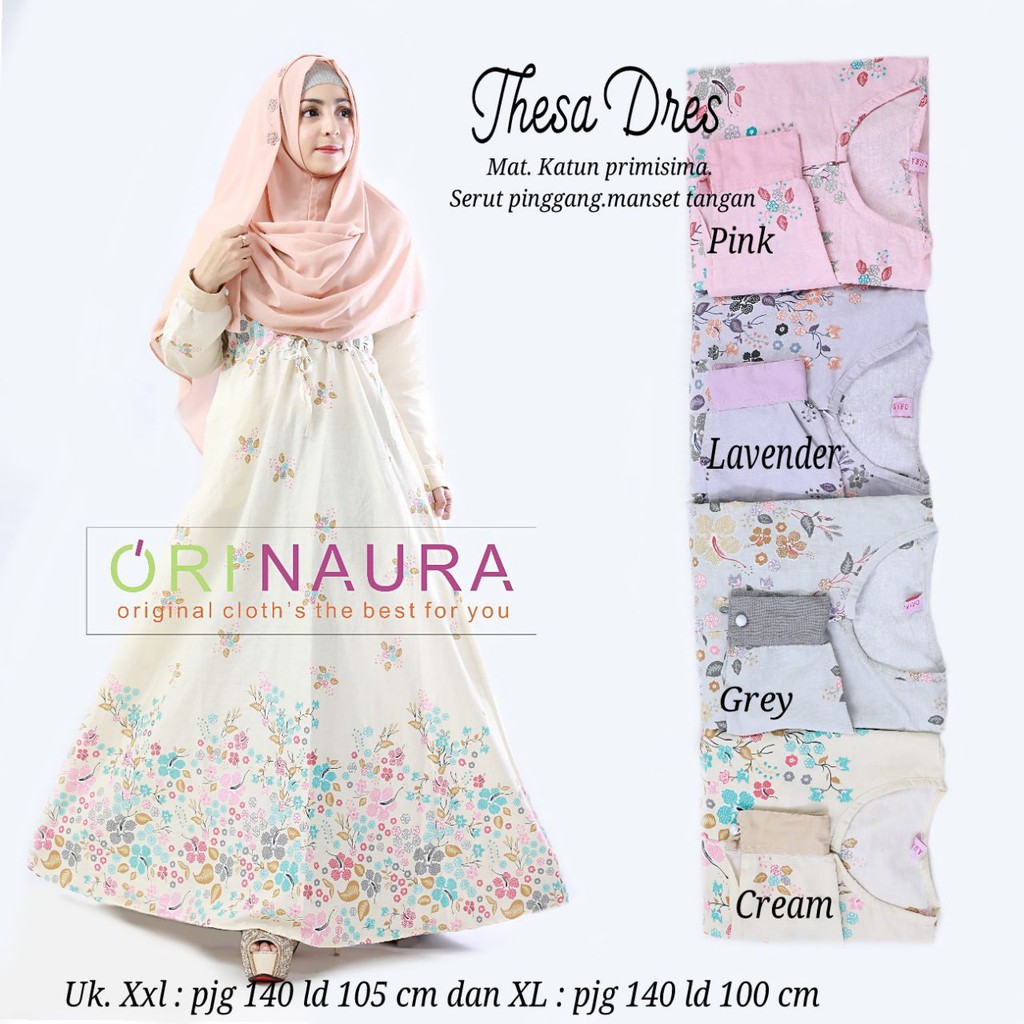 Thesa Dres
Mat. Katun primisima.
Serut pinggang.manset tangan
Pink
Lavender
ORINAURA
original cloth's the best for you
Grey
Cream
Uk. Xxl : pjg 140 ld 105 cm dan XL : pjg 140 ld 100 cm